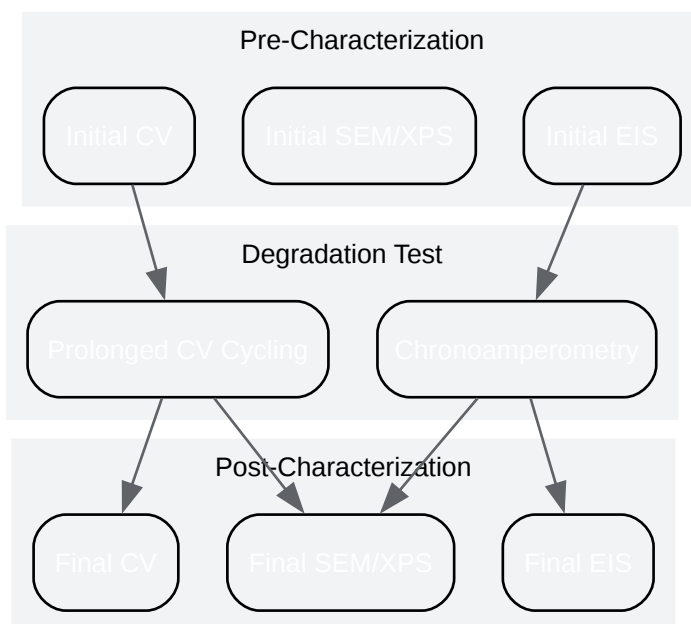 Pre-Characterization
Initial CV
Initial SEM/XPS
Initial EIS
Degradation Test
Prolonged CV Cycling
Chronoamperometry
Post-Characterization
Final CV
Final SEM/XPS
Final EIS